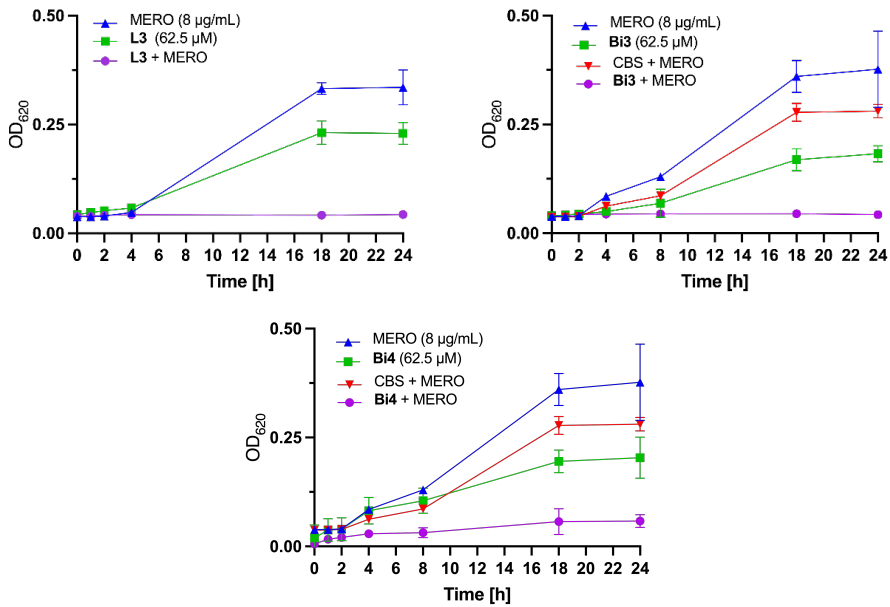 0.50
0.25
0.00
OD620
MERO (8 µg/mL)
L3 (62.5 µM)
L3 + MERO
0 2 4 6 8 10 12 14 16 18 20 22 24
Time [h]
0.50
0.25
0.00
OD620
MERO (8 µg/mL)
Bi3 (62.5 µM)
CBS + MERO
Bi3 + MERO
0 2 4 6 8 10 12 14 16 18 20 22 24
Time [h]
0.50
0.25
0.00
OD620
MERO (8 µg/mL)
Bi4 (62.5 µM)
CBS + MERO
Bi4 + MERO
0 2 4 6 8 10 12 14 16 18 20 22 24
Time [h]